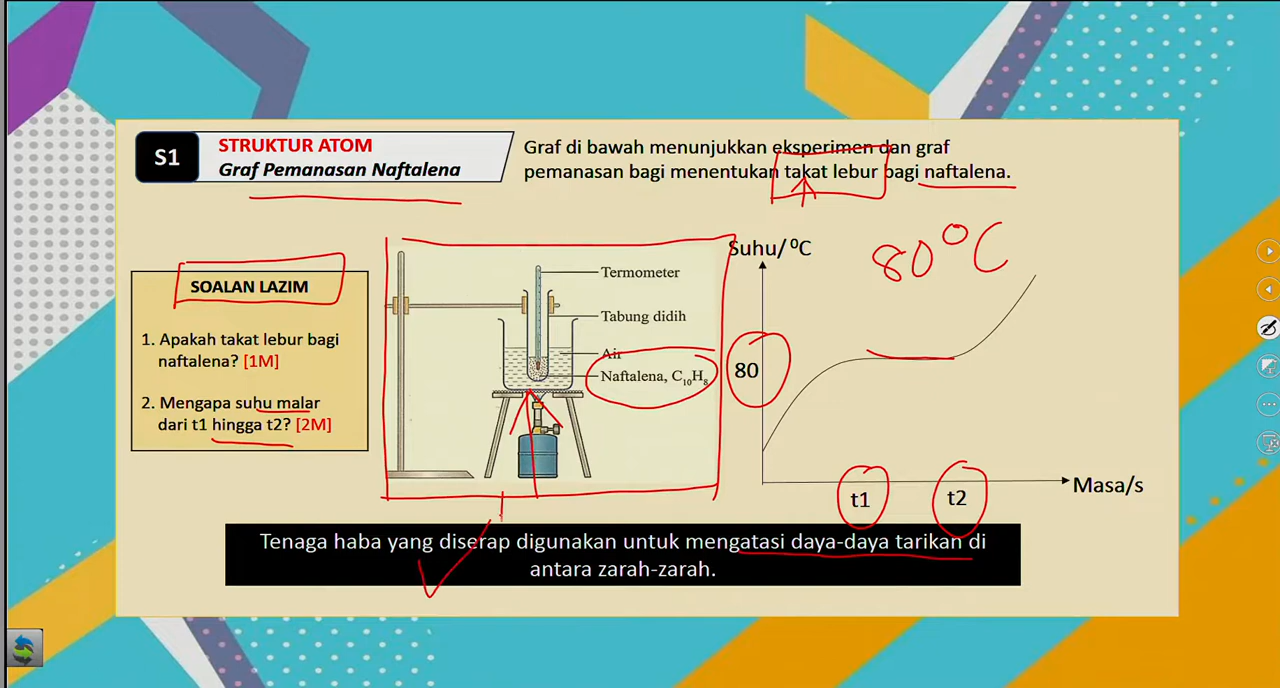 S1
STRUKTUR ATOM
Graf Pemanasan Naftalena
Graf di bawah menunjukkan eksperimen dan graf
pemanasan bagi menentukan takat lebur bagi naftalena.
SOALAN LAZIM
1. Apakah takat lebur bagi
naftalena? [1M]
2. Mengapa suhu malar
dari t1 hingga t2? [2M]
Termometer
Tabung didih
Air
Naftalena, C₁₀H₈
Suhu/ ⁰C
80⁰C
80
t1
t2
Masa/s
Tenaga haba yang diserap digunakan untuk mengatasi daya-daya tarikan di
antara zarah-zarah.